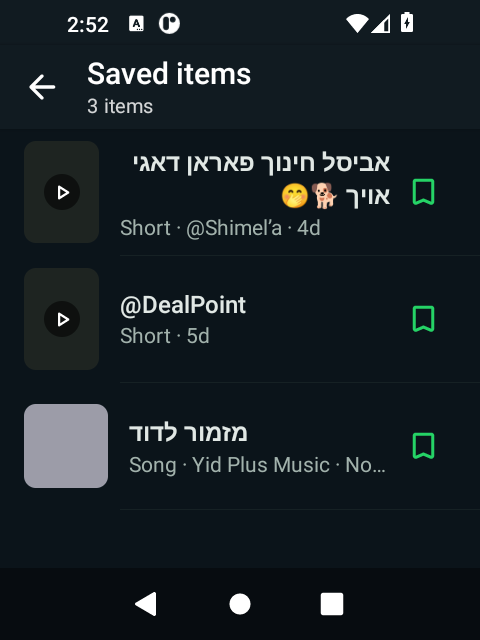 2:52
Saved items
3 items
אביסל חינוך פאראן דאגי
אויך 🐕🤭
Short · @Shimel’a · 4d
@DealPoint
Short · 5d
מזמור לדוד
Song · Yid Plus Music · No…